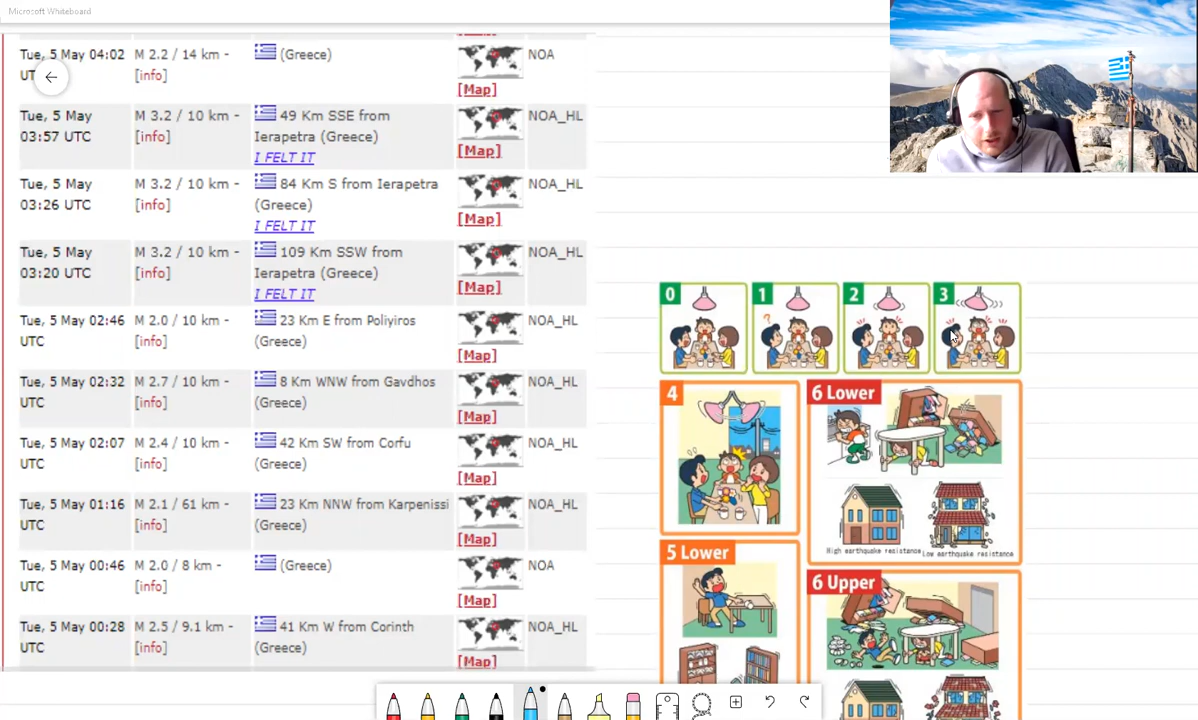 Microsoft Whiteboard
Tue, 5 May 04:02 M 2.2 / 14 km - (Greece) NOA
[info]
[Map]
Tue, 5 May M 3.2 / 10 km - 49 Km SSE from NOA_HL
03:57 UTC [info] Ierapetra (Greece)
I FELT IT [Map]
Tue, 5 May M 3.2 / 10 km - 84 Km S from Ierapetra NOA_HL
03:26 UTC [info] (Greece)
I FELT IT [Map]
Tue, 5 May M 3.2 / 10 km - 109 Km SSW from NOA_HL
03:20 UTC [info] Ierapetra (Greece)
I FELT IT [Map]
Tue, 5 May 02:46 M 2.0 / 10 km - 23 Km E from Poliyiros NOA_HL
UTC [info] (Greece)
[Map]
Tue, 5 May 02:32 M 2.7 / 10 km - 8 Km WNW from Gavdhos NOA_HL
UTC [info] (Greece)
[Map]
Tue, 5 May 02:07 M 2.4 / 10 km - 42 Km SW from Corfu NOA_HL
UTC [info] (Greece)
[Map]
Tue, 5 May 01:16 M 2.1 / 61 km - 23 Km NNW from Karpenissi NOA_HL
UTC [info] (Greece)
[Map]
Tue, 5 May 00:46 M 2.0 / 8 km - (Greece) NOA
UTC [info]
[Map]
Tue, 5 May 00:28 M 2.5 / 9.1 km - 41 Km W from Corinth NOA_HL
UTC [info] (Greece)
[Map]
0 1 2 3
?
4 6 Lower
High earthquake resistance Low earthquake resistance
5 Lower
6 Upper